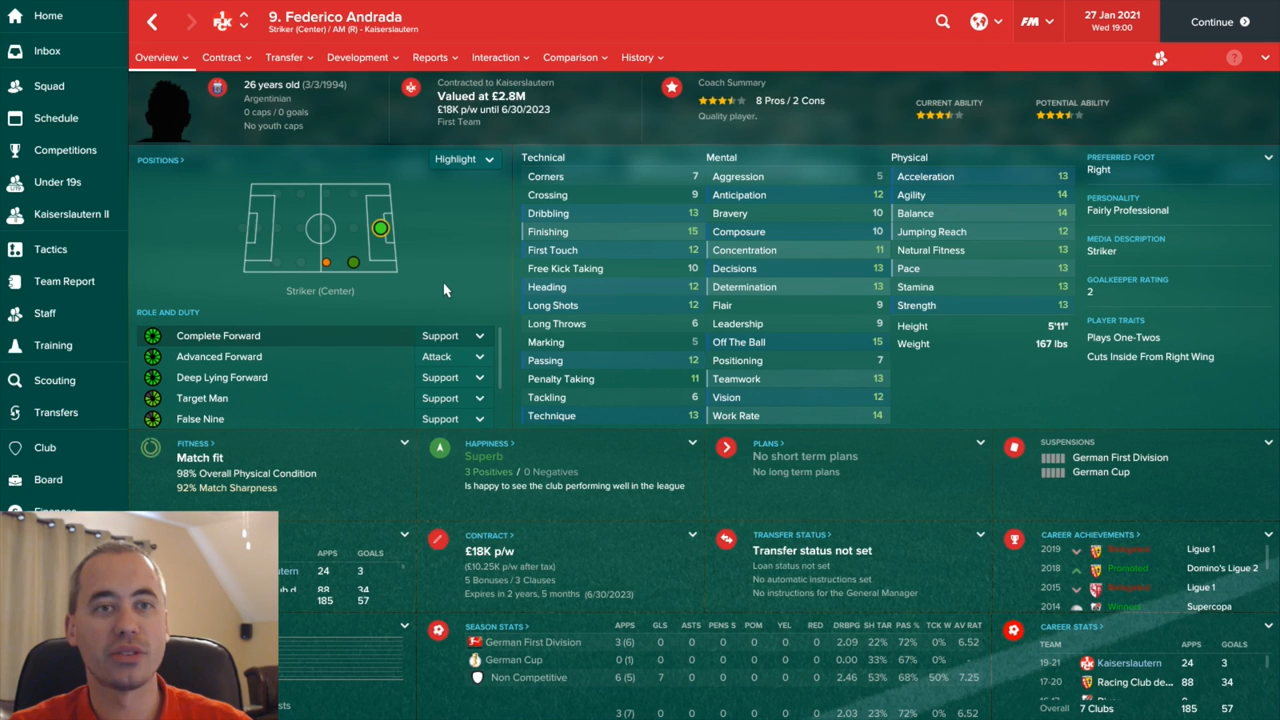 Home
Inbox
Squad
Schedule
Competitions
Under 19s
Kaiserslautern II
Tactics
Team Report
Staff
Training
Scouting
Transfers
Club
Board
9. Federico Andrada
Striker (Center) / AM (R) - Kaiserslautern
FM
27 Jan 2021
Wed 19:00
Continue
Overview
Contract
Transfer
Development
Reports
Interaction
Comparison
History
26 years old (3/3/1994)
Argentinian
0 caps / 0 goals
No youth caps
Contracted to Kaiserslautern
Valued at £2.8M
£18K p/w until 6/30/2023
First Team
Coach Summary
8 Pros / 2 Cons
Quality player.
CURRENT ABILITY
POTENTIAL ABILITY
POSITIONS >
Highlight
Striker (Center)
ROLE AND DUTY
Complete Forward Support
Advanced Forward Attack
Deep Lying Forward Support
Target Man Support
False Nine Support
Technical
Corners 7
Crossing 9
Dribbling 13
Finishing 15
First Touch 12
Free Kick Taking 10
Heading 12
Long Shots 12
Long Throws 6
Marking 5
Passing 12
Penalty Taking 11
Tackling 6
Technique 13
Mental
Aggression 5
Anticipation 12
Bravery 10
Composure 10
Concentration 11
Decisions 13
Determination 13
Flair 9
Leadership 9
Off The Ball 15
Positioning 7
Teamwork 13
Vision 12
Work Rate 14
Physical
Acceleration 13
Agility 14
Balance 14
Jumping Reach 12
Natural Fitness 13
Pace 13
Stamina 13
Strength 13
Height 5'11"
Weight 167 lbs
PREFERRED FOOT
Right
PERSONALITY
Fairly Professional
MEDIA DESCRIPTION
Striker
GOALKEEPER RATING
2
PLAYER TRAITS
Plays One-Twos
Cuts Inside From Right Wing
FITNESS >
Match fit
98% Overall Physical Condition
92% Match Sharpness
HAPPINESS >
Superb
3 Positives / 0 Negatives
Is happy to see the club performing well in the league
PLANS >
No short term plans
No long term plans
SUSPENSIONS
German First Division
German Cup
APPS GOALS
24 3
88 34
185 57
CONTRACT >
£18K p/w
(£10.25K p/w after tax)
5 Bonuses / 3 Clauses
Expires in 2 years, 5 months (6/30/2023)
TRANSFER STATUS >
Transfer status not set
Loan status not set
No automatic instructions set
No instructions for the General Manager
CAREER ACHIEVEMENTS >
2019 Relegated Ligue 1
2018 Promoted Domino's Ligue 2
2015 Relegated Ligue 1
2014 Winners Supercopa
SEASON STATS > APPS GLS ASTS PEN S POM YEL RED DRBPG SH TAR PAS % TCK W AV RAT
German First Division 3 (6) 0 0 0 0 0 0 2.09 22% 72% 0% 6.52
German Cup 0 (1) 0 0 0 0 0 0 0.00 33% 67% 0% -
Non Competitive 6 (5) 7 0 0 0 0 0 2.46 53% 68% 50% 7.25
3 (7) 0 0 0 0 0 0 2.03 23% 72% 0% 6.52
CAREER STATS >
TEAM APPS GLS
19-21 Kaiserslautern 24 3
17-20 Racing Club de... 88 34
Overall 7 Clubs 185 57